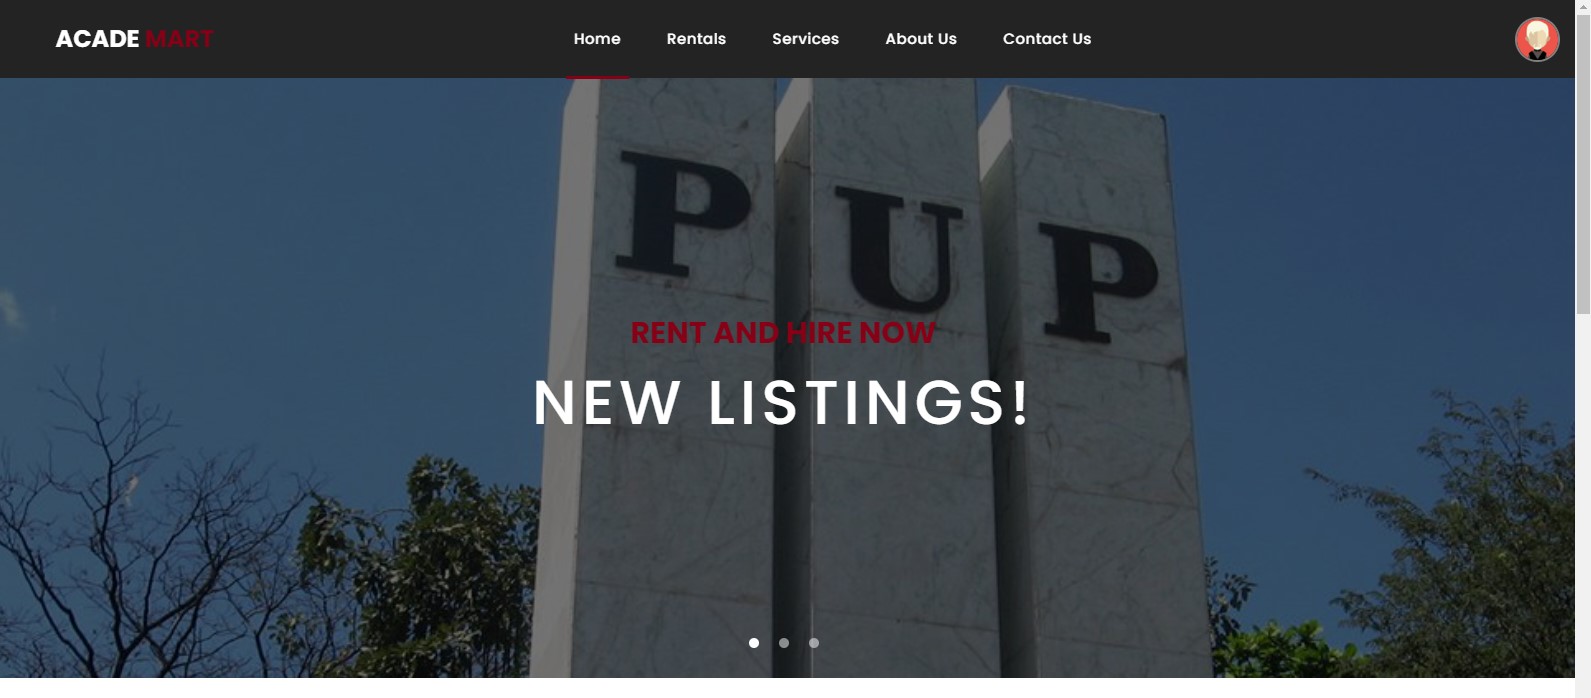 ACADE MART
Home
Rentals
Services
About Us
Contact Us
P U P
RENT AND HIRE NOW
NEW LISTINGS!